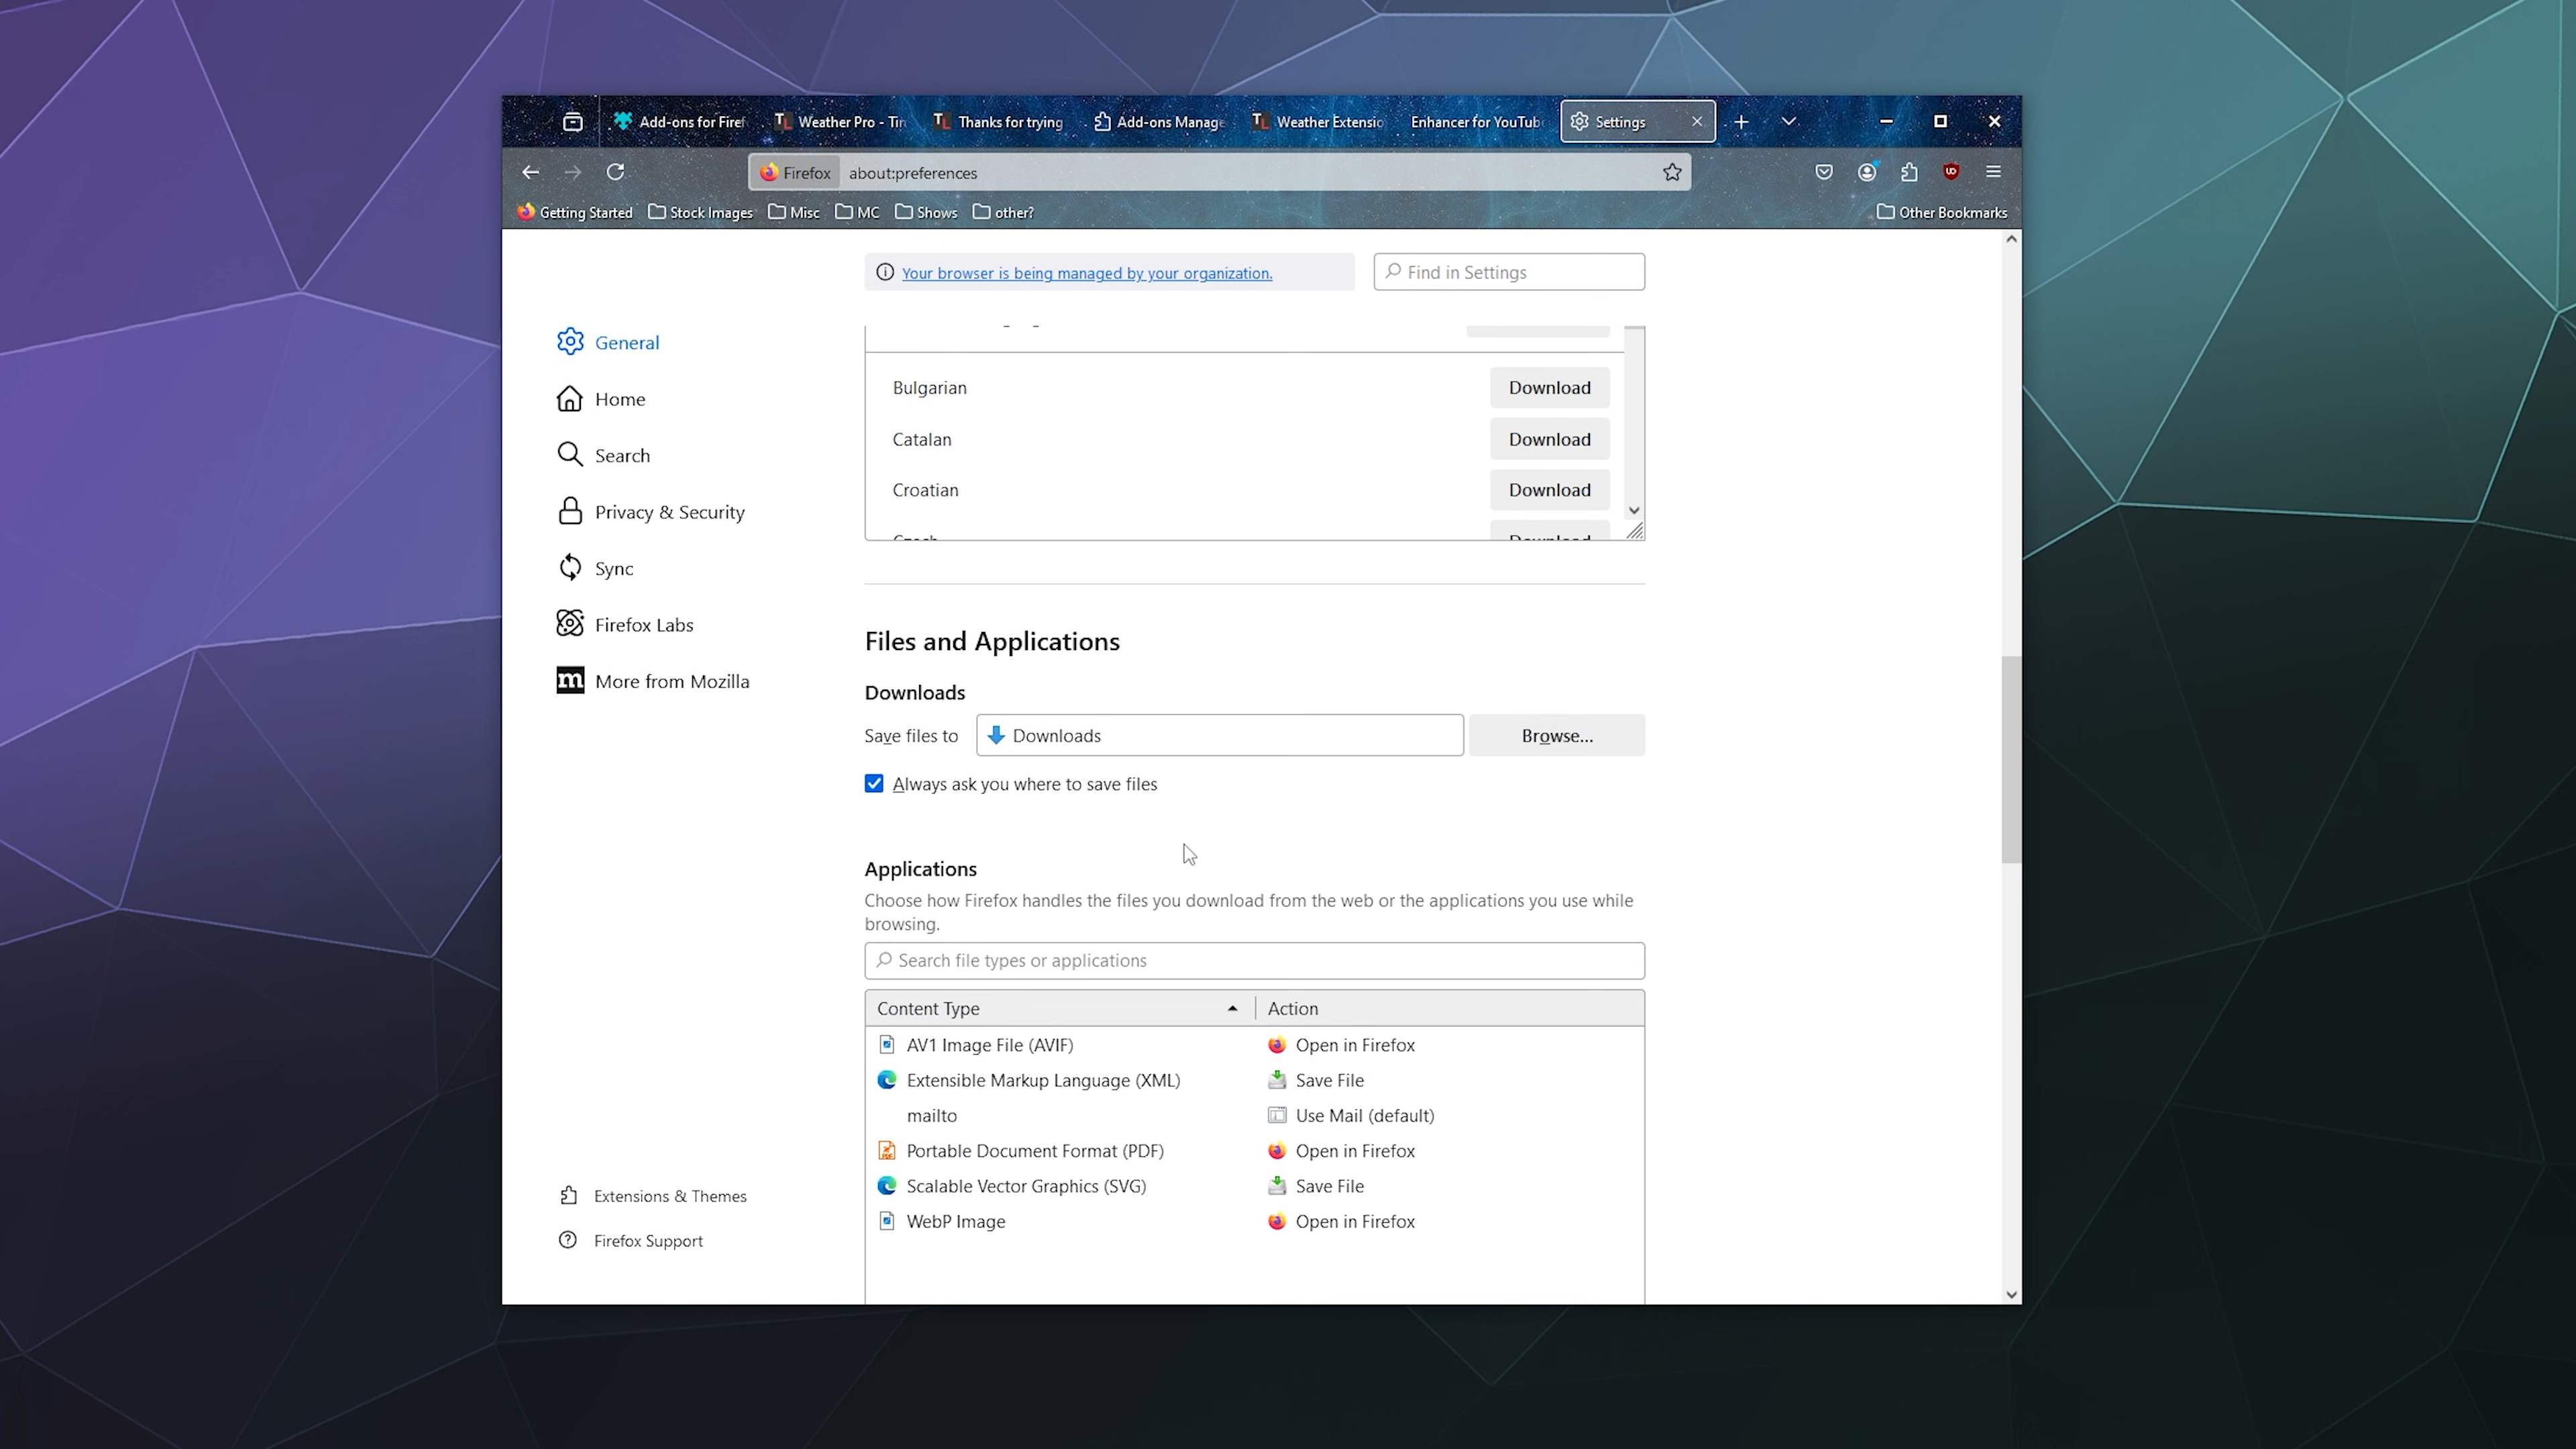 Add-ons for Firef
TL Weather Pro - Tin
TL Thanks for trying
Add-ons Manage
TL Weather Extensio
Enhancer for YouTub
Settings
Firefox about:preferences
Getting Started Stock Images Misc MC Shows other? Other Bookmarks
Your browser is being managed by your organization.
Find in Settings
General
Home
Search
Privacy & Security
Sync
Firefox Labs
m More from Mozilla
Extensions & Themes
Firefox Support
Bulgarian Download
Catalan Download
Croatian Download
Czech Download
Files and Applications
Downloads
Save files to Downloads Browse...
Always ask you where to save files
Applications
Choose how Firefox handles the files you download from the web or the applications you use while
browsing.
Search file types or applications
Content Type Action
AV1 Image File (AVIF) Open in Firefox
Extensible Markup Language (XML) Save File
mailto Use Mail (default)
Portable Document Format (PDF) Open in Firefox
Scalable Vector Graphics (SVG) Save File
WebP Image Open in Firefox